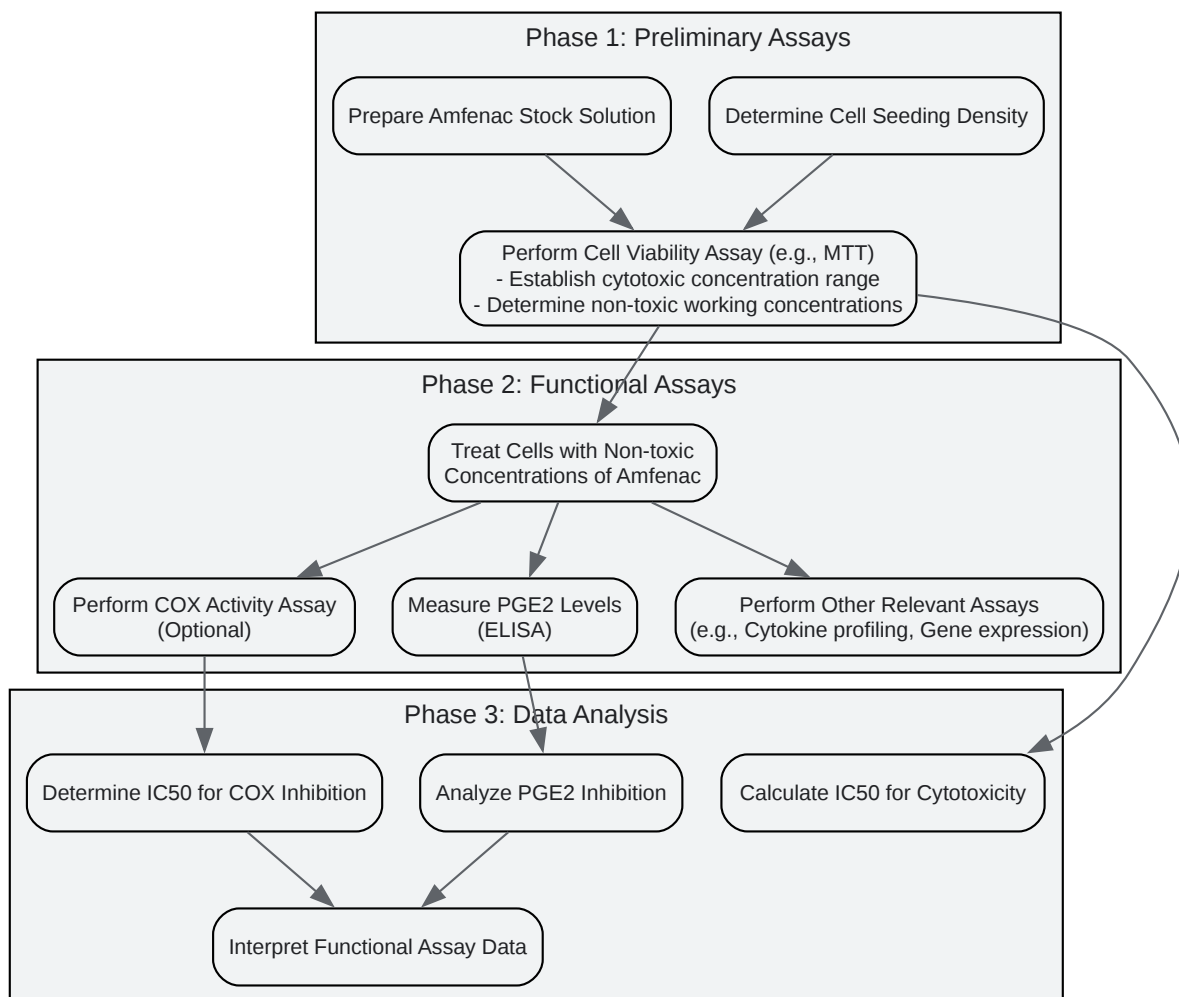 Phase 1: Preliminary Assays
Prepare Amfenac Stock Solution
Determine Cell Seeding Density
Perform Cell Viability Assay (e.g., MTT)
- Establish cytotoxic concentration range
- Determine non-toxic working concentrations
Phase 2: Functional Assays
Treat Cells with Non-toxic
Concentrations of Amfenac
Perform COX Activity Assay
(Optional)
Measure PGE2 Levels
(ELISA)
Perform Other Relevant Assays
(e.g., Cytokine profiling, Gene expression)
Phase 3: Data Analysis
Determine IC50 for COX Inhibition
Analyze PGE2 Inhibition
Calculate IC50 for Cytotoxicity
Interpret Functional Assay Data